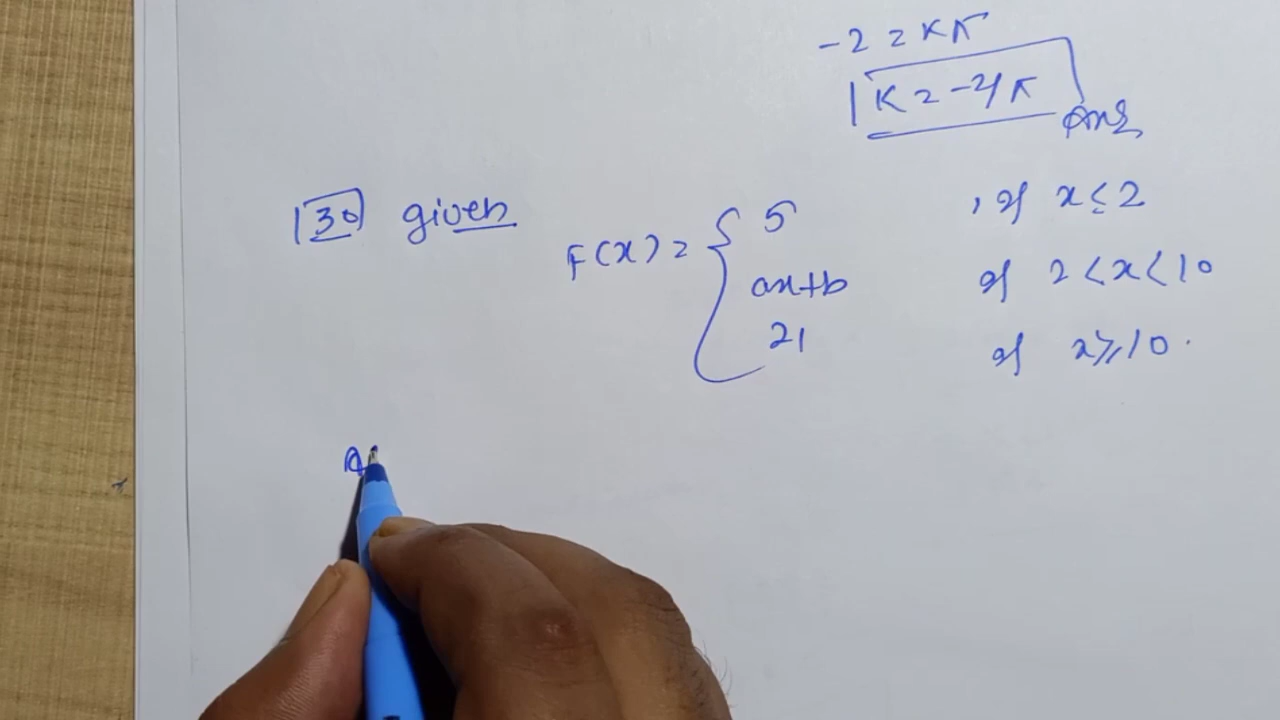 -2 = kπ
k = -2/π
Ans
30 given
F(x) = { 5 , if x ≤ 2
ax+b if 2 < x < 10
21 if x ≥ 10.